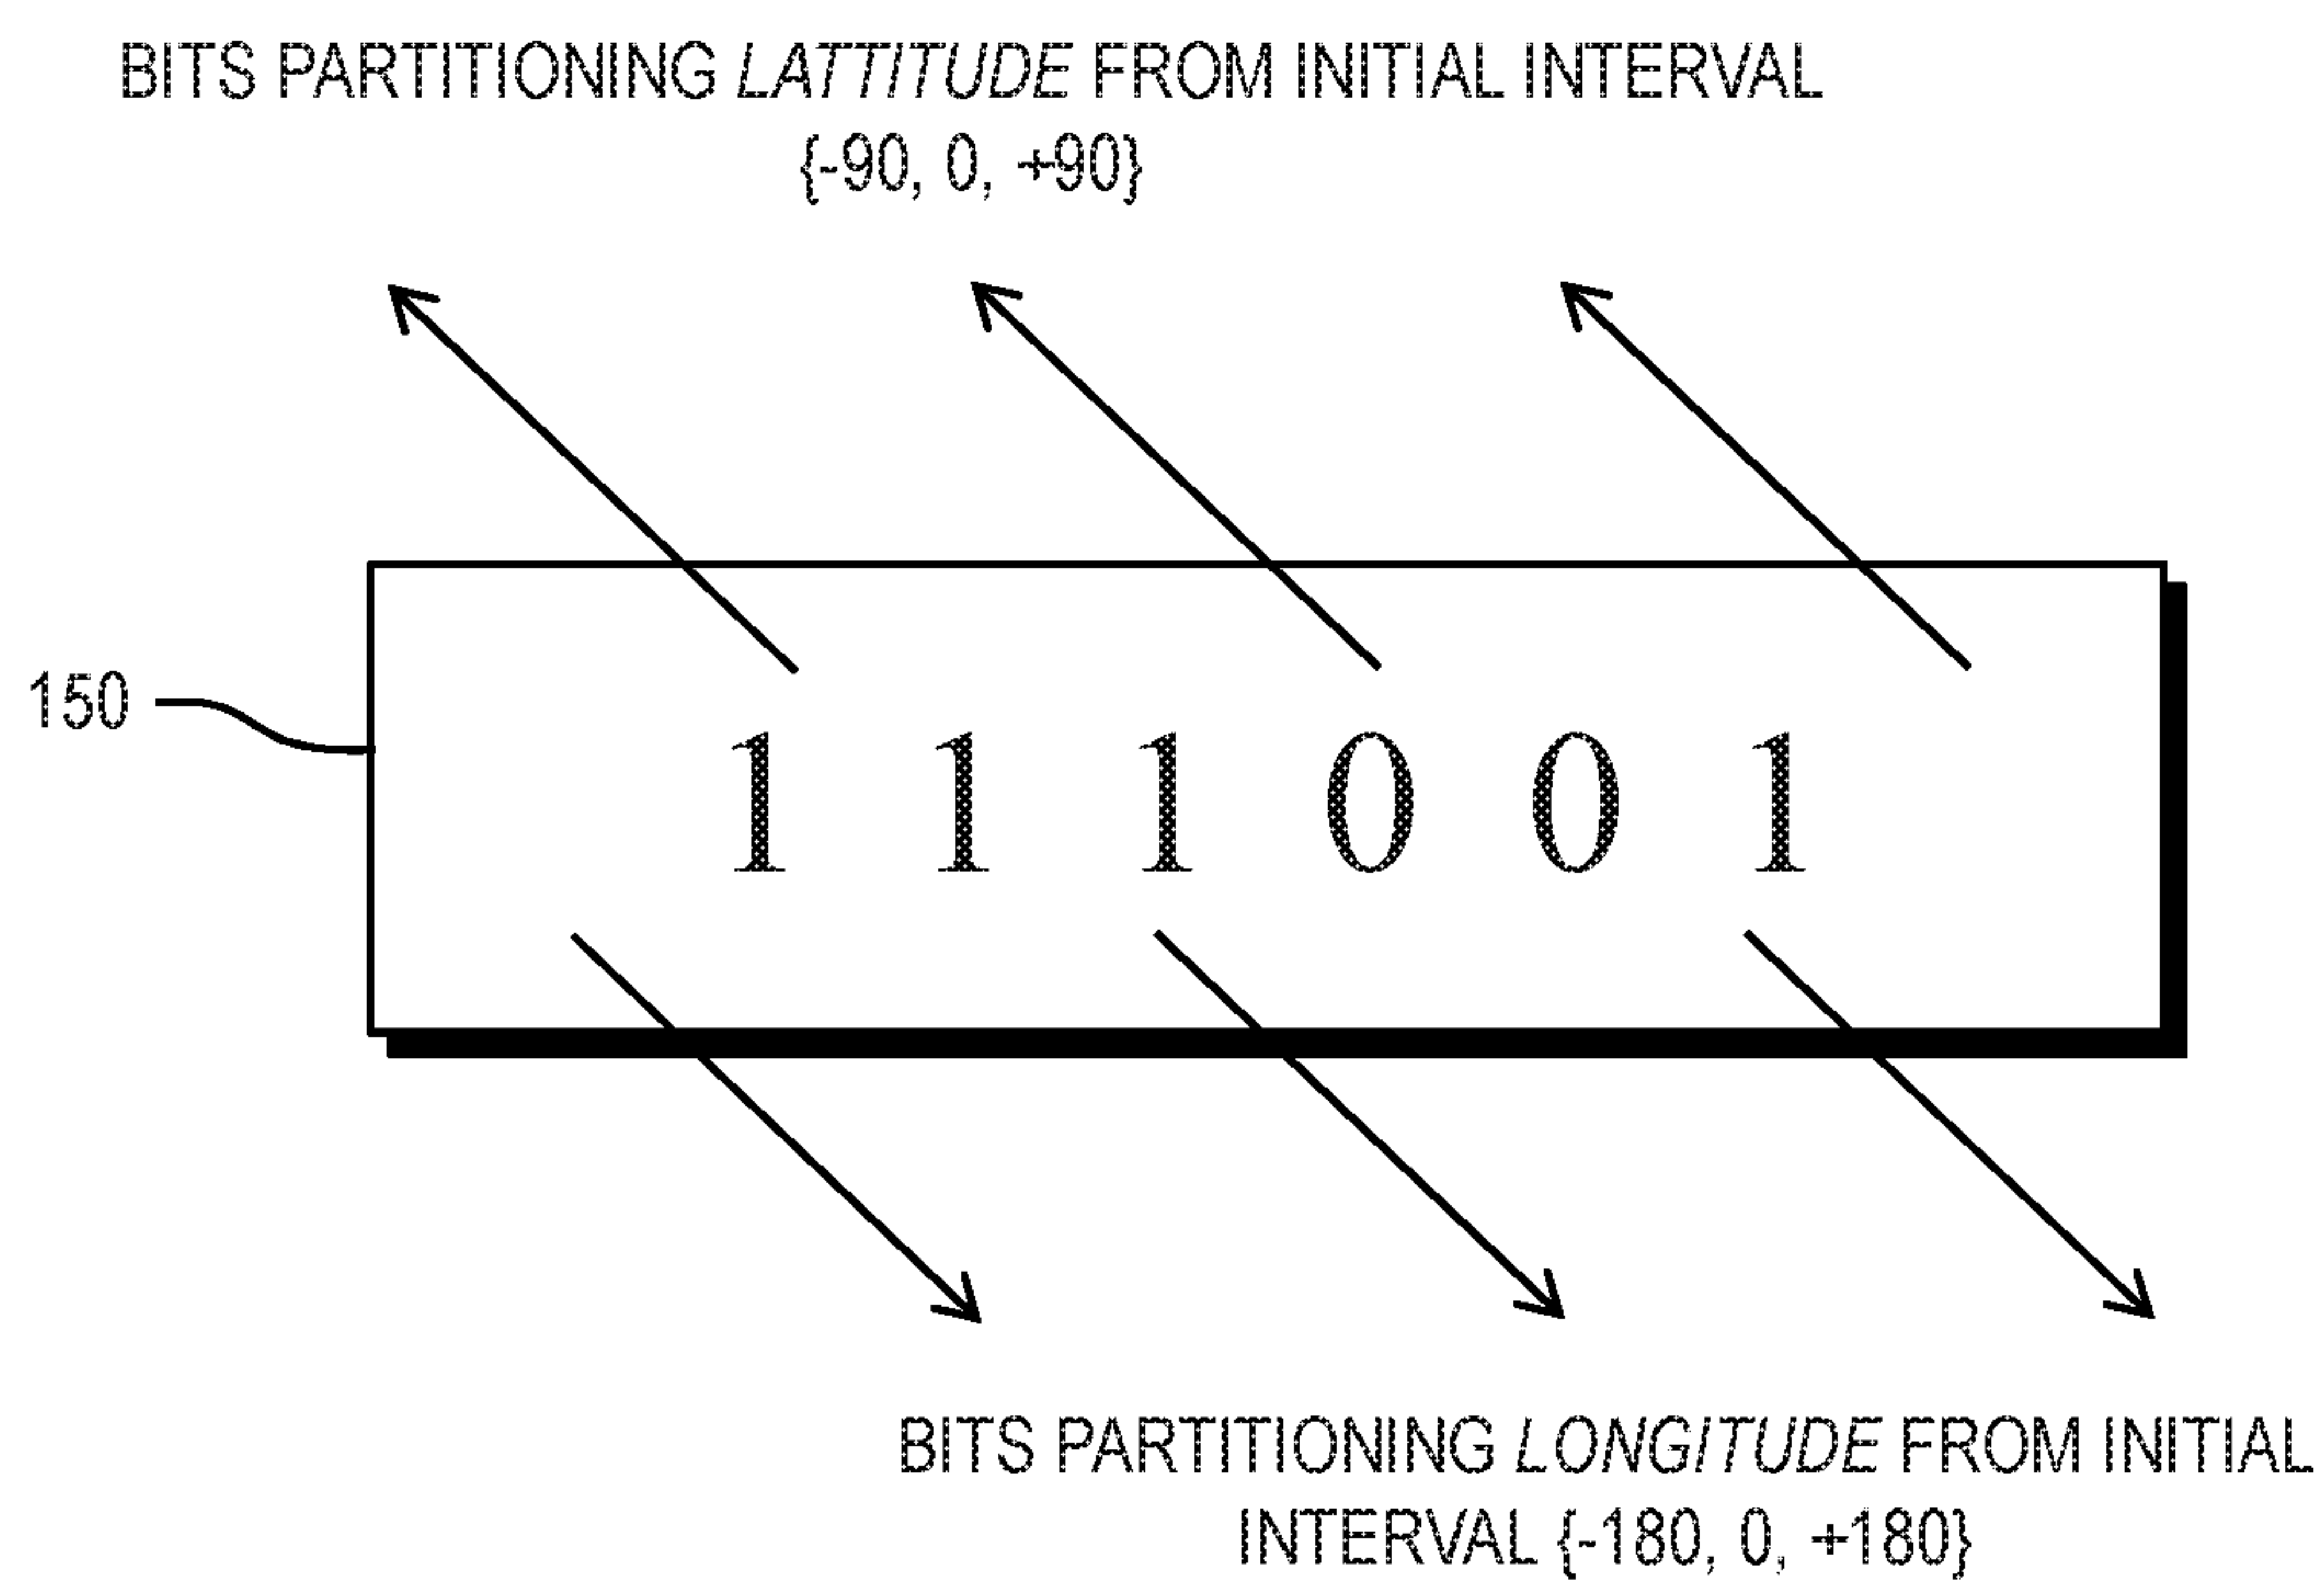 BITS PARTITIONING LATTITUDE FROM INITIAL INTERVAL
{-90, 0, +90}
150
1 1 1 0 0 1
BITS PARTITIONING LONGITUDE FROM INITIAL
INTERVAL {-180, 0, +180}